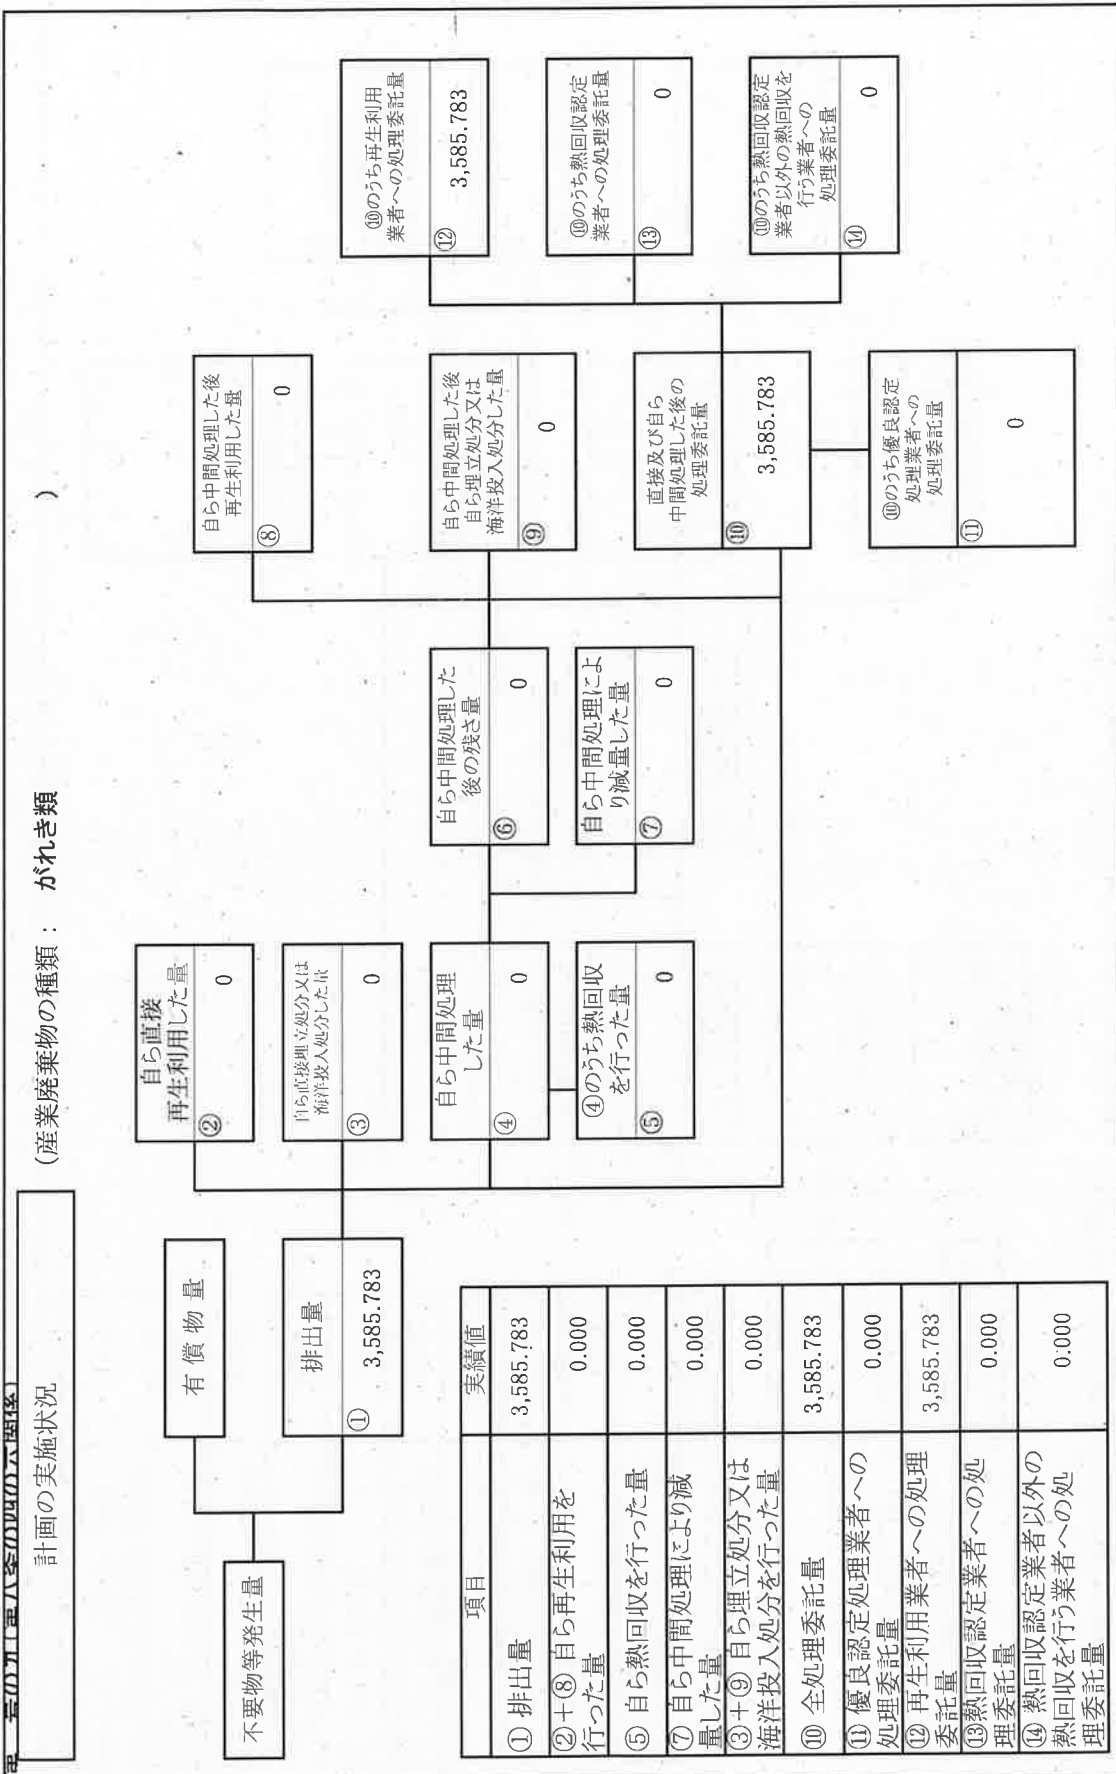 計画の実施状況
(産業廃棄物の種類： がれき類 )
不要物等発生量
有償物量
排出量
① 3,585.783
自ら直接
再生利用した量
② 0
自ら直接埋立処分又は
海洋投入処分した量
③ 0
自ら中間処理
した量
④ 0
④のうち熱回収
を行った量
⑤ 0
自ら中間処理した
後の残さ量
⑥ 0
自ら中間処理によ
り減量した量
⑦ 0
自ら中間処理した後
再生利用した量
⑧ 0
自ら中間処理した後
自ら埋立処分又は
海洋投入処分した量
⑨ 0
直接及び自ら
中間処理した後の
処理委託量
⑩ 3,585.783
⑩のうち優良認定
処理業者への
処理委託量
⑪ 0
⑩のうち再生利用
業者への処理委託量
⑫ 3,585.783
⑩のうち熱回収認定
業者への処理委託量
⑬ 0
⑩のうち熱回収認定
業者以外の熱回収を
行う業者への
処理委託量
⑭ 0
項目 実績値
① 排出量 3,585.783
②＋⑧ 自ら再生利用を
行った量 0.000
⑤ 自ら熱回収を行った量 0.000
⑦ 自ら中間処理により減
量した量 0.000
③＋⑨ 自ら埋立処分又は
海洋投入処分を行った量 0.000
⑩ 全処理委託量 3,585.783
⑪ 優良認定処理業者への
処理委託量 0.000
⑫ 再生利用業者への処理
委託量 3,585.783
⑬熱回収認定業者への処
理委託量 0.000
⑭ 熱回収認定業者以外の
熱回収を行う業者への処
理委託量 0.000